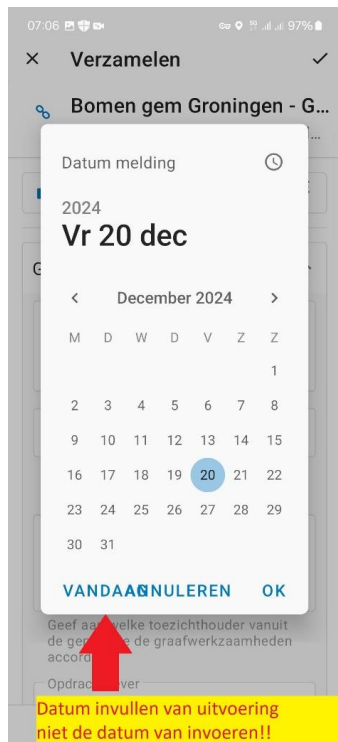 07:06 97%
Verzamelen
Bomen gem Groningen - G...
Datum melding
2024
Vr 20 dec
December 2024
M D W D V Z Z
1
2 3 4 5 6 7 8
9 10 11 12 13 14 15
16 17 18 19 20 21 22
23 24 25 26 27 28 29
30 31
VANDAAG ANNULEREN OK
Geef aan welke toezichthouder vanuit
de de graafwerkzaamheden
accord
Opdrac ver
Datum invullen van uitvoering
niet de datum van invoeren!!